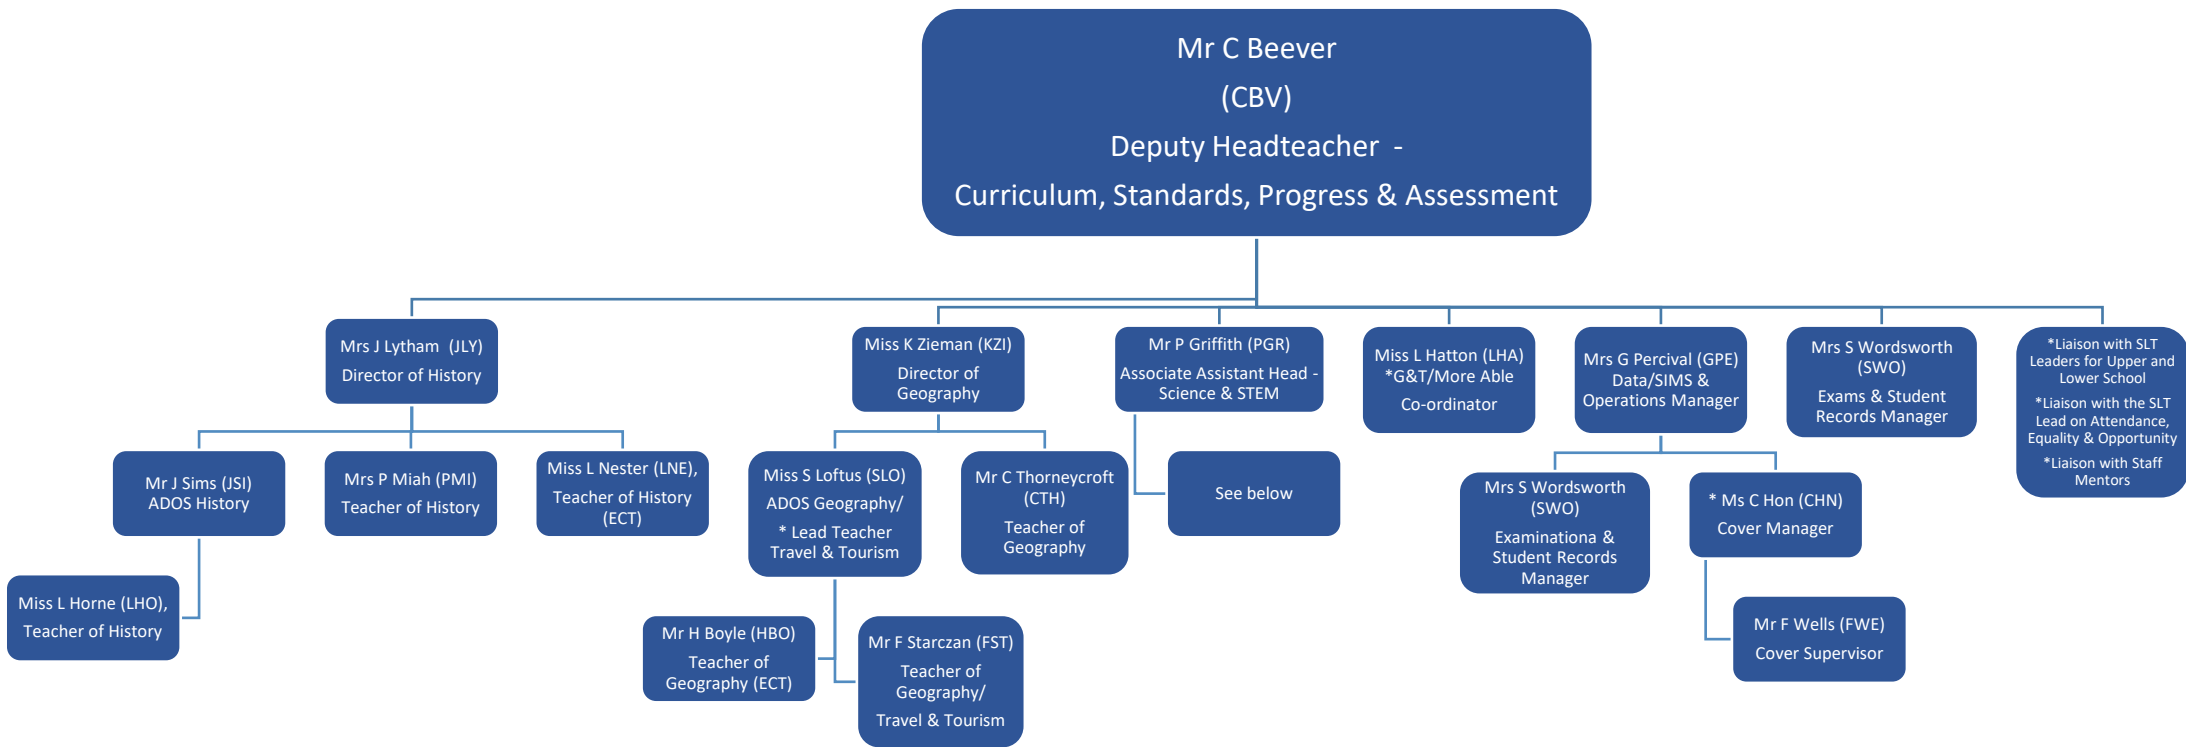 Mr C Beever
(CBV)
Deputy Headteacher -
Curriculum, Standards, Progress & Assessment
Mrs J Lytham (JLY)
Director of History
Miss K Zieman (KZI)
Director of
Geography
Mr P Griffith (PGR)
Associate Assistant Head -
Science & STEM
Miss L Hatton (LHA)
*G&T/More Able
Co-ordinator
Mrs G Percival (GPE)
Data/SIMS &
Operations Manager
Mrs S Wordsworth
(SWO)
Exams & Student
Records Manager
*Liaison with SLT
Leaders for Upper and
Lower School
*Liaison with the SLT
Lead on Attendance,
Equality & Opportunity
*Liaison with Staff
Mentors
Mr J Sims (JSI)
ADOS History
Mrs P Miah (PMI)
Teacher of History
Miss L Nester (LNE),
Teacher of History
(ECT)
Miss S Loftus (SLO)
ADOS Geography/
* Lead Teacher
Travel & Tourism
Mr C Thorneycroft
(CTH)
Teacher of
Geography
See below
Mrs S Wordsworth
(SWO)
Examinationa &
Student Records
Manager
* Ms C Hon (CHN)
Cover Manager
Miss L Horne (LHO),
Teacher of History
Mr H Boyle (HBO)
Teacher of
Geography (ECT)
Mr F Starczan (FST)
Teacher of
Geography/
Travel & Tourism
Mr F Wells (FWE)
Cover Supervisor